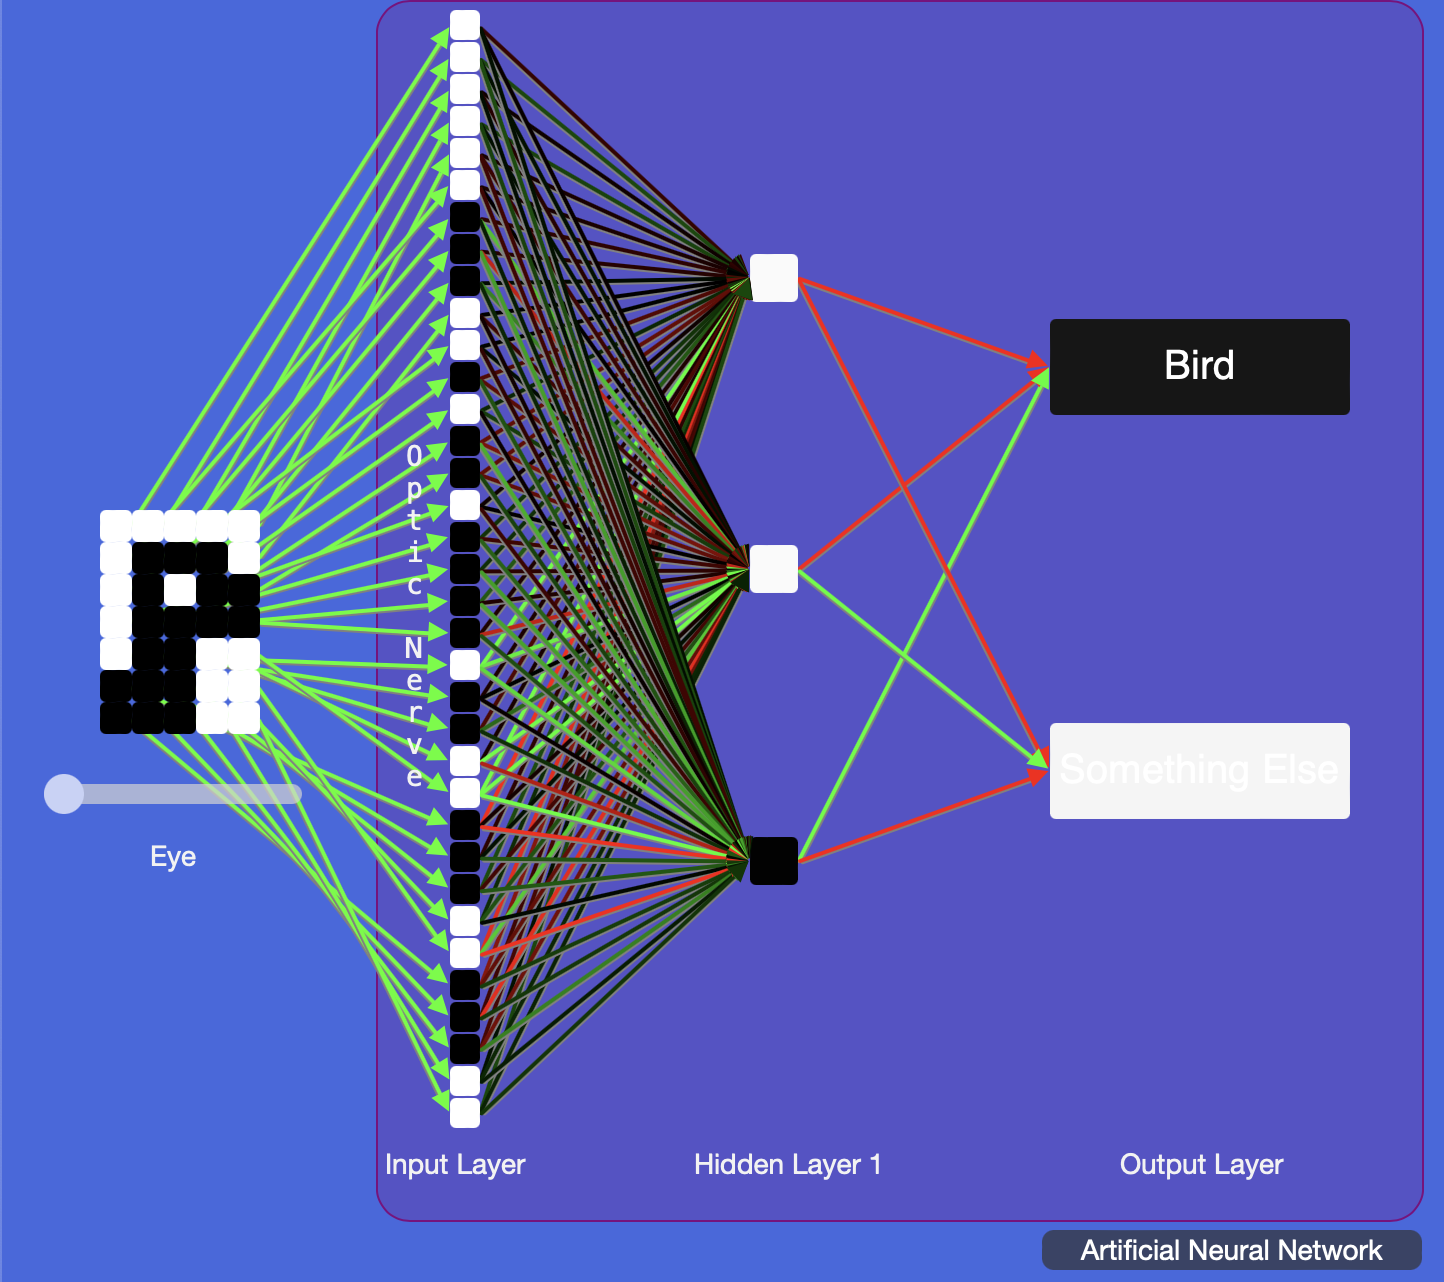 Optic Nerve
Bird
Something Else
Eye
Input Layer
Hidden Layer 1
Output Layer
Artificial Neural Network